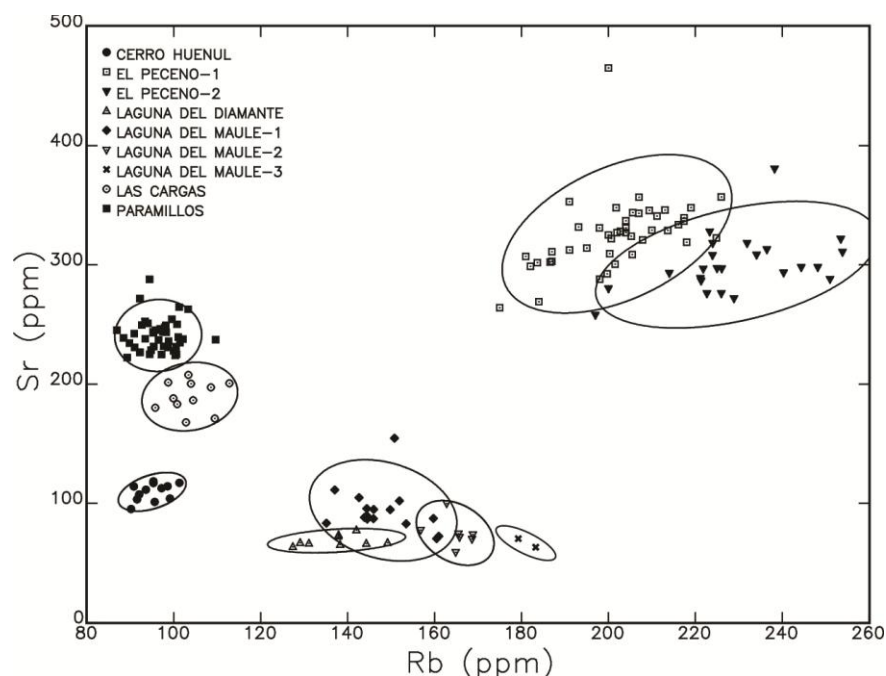 500
400
300
200
100
0
Sr (ppm)
CERRO HUENUL
EL PECENO-1
EL PECENO-2
LAGUNA DEL DIAMANTE
LAGUNA DEL MAULE-1
LAGUNA DEL MAULE-2
LAGUNA DEL MAULE-3
LAS CARGAS
PARAMILLOS
80 100 120 140 160 180 200 220 240 260
Rb (ppm)